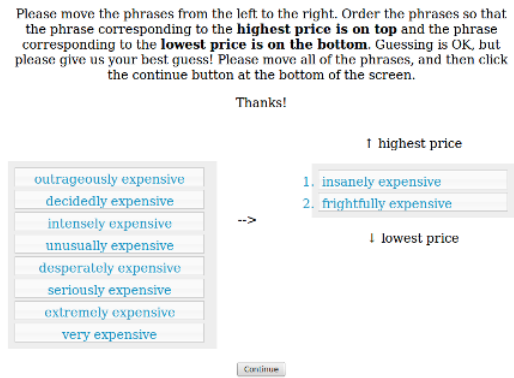 Please move the phrases from the left to the right. Order the phrases so that
the phrase corresponding to the highest price is on top and the phrase
corresponding to the lowest price is on the bottom. Guessing is OK, but
please give us your best guess! Please move all of the phrases, and then click
the continue button at the bottom of the screen.
Thanks!
↑ highest price
outrageously expensive
decidedly expensive
intensely expensive
unusually expensive
desperately expensive
seriously expensive
extremely expensive
very expensive
-->
1. insanely expensive
2. frightfully expensive
↓ lowest price
Continue